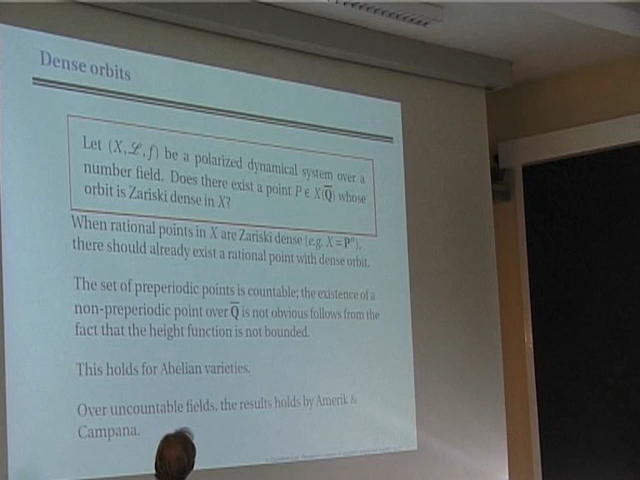 Dense orbits
Let (X, ℒ, f) be a polarized dynamical system over a
number field. Does there exist a point P ∈ X(Q̅) whose
orbit is Zariski dense in X?
When rational points in X are Zariski dense (e.g. X = Pⁿ),
there should already exist a rational point with dense orbit.
The set of preperiodic points is countable; the existence of a
non-preperiodic point over Q̅ is not obvious follows from the
fact that the height function is not bounded.
This holds for Abelian varieties.
Over uncountable fields, the results holds by Amerik &
Campana.